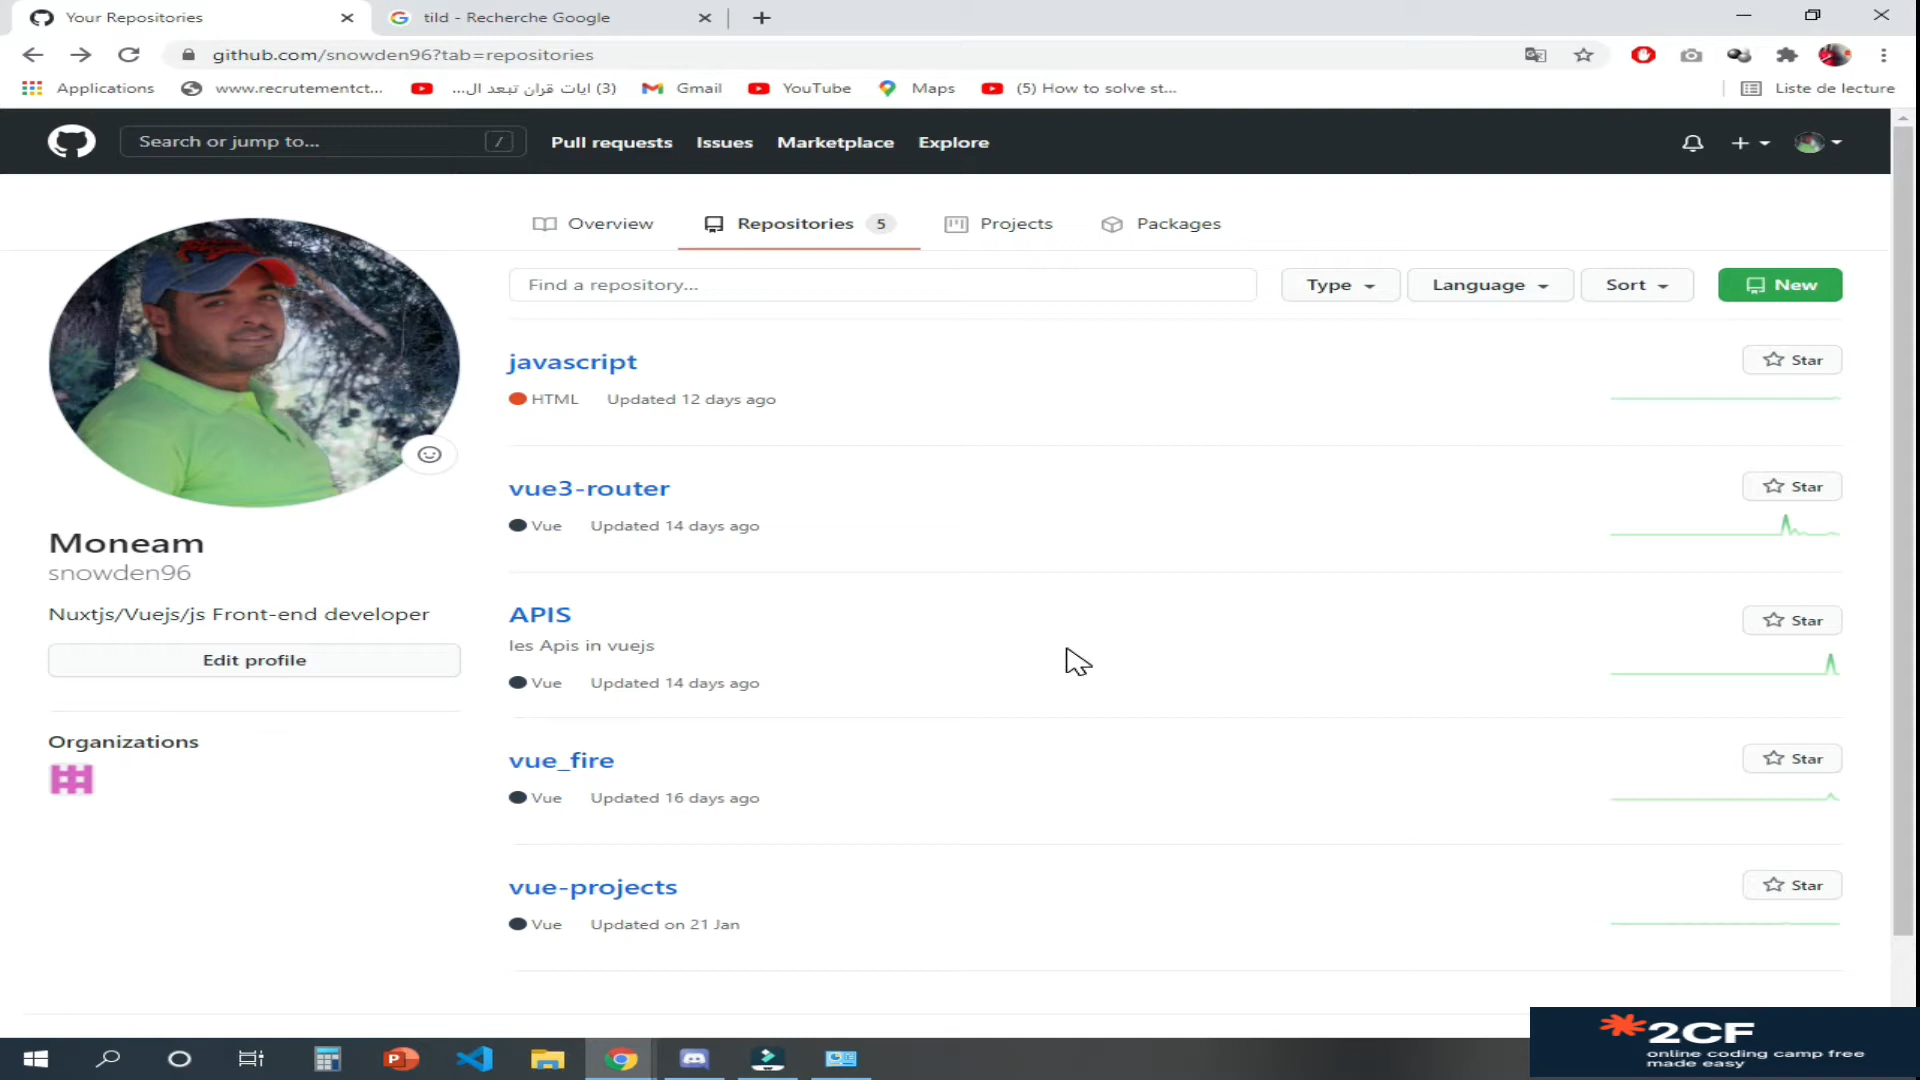 Your Repositories
tild - Recherche Google
github.com/snowden96?tab=repositories
Applications
www.recrutementct...
(3) ايات قران تبعد ال...
Gmail
YouTube
Maps
(5) How to solve st...
Liste de lecture
Search or jump to...
/
Pull requests
Issues
Marketplace
Explore
Overview
Repositories 5
Projects
Packages
Find a repository...
Type
Language
Sort
New
javascript
Star
HTML Updated 12 days ago
vue3-router
Star
Vue Updated 14 days ago
APIS
Star
les Apis in vuejs
Vue Updated 14 days ago
vue_fire
Star
Vue Updated 16 days ago
vue-projects
Star
Vue Updated on 21 Jan
Moneam
snowden96
Nuxtjs/Vuejs/js Front-end developer
Edit profile
Organizations
2CF
online coding camp free
made easy